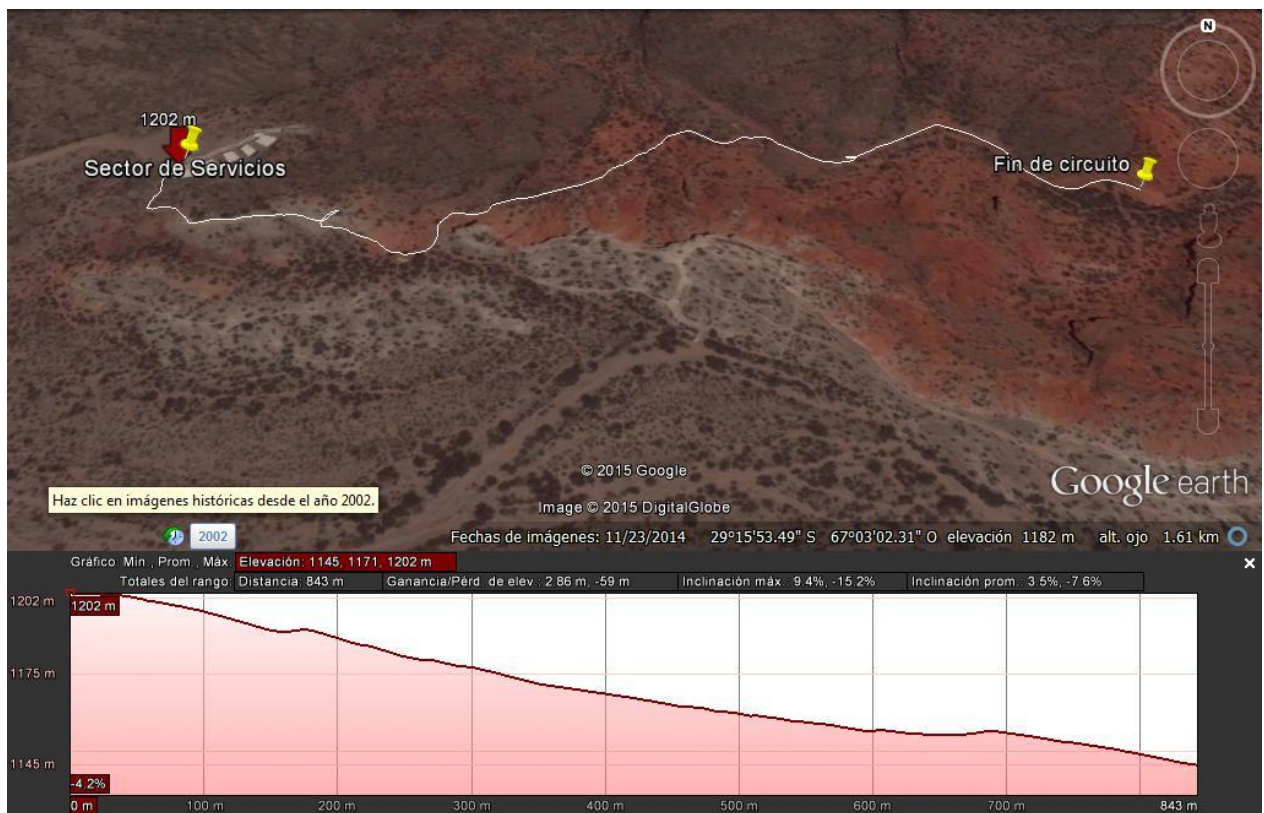 N
1202 m
Sector de Servicios
Fin de circuito
© 2015 Google
Google earth
Haz clic en imágenes históricas desde el año 2002.
Image © 2015 DigitalGlobe
2002
Fechas de imágenes: 11/23/2014 29°15'53.49" S 67°03'02.31" O elevación 1182 m alt. ojo 1.61 km
Gráfico: Mín., Prom., Máx. Elevación: 1145, 1171, 1202 m
Totales del rango: Distancia: 843 m Ganancia/Pérd. de elev.: 2.86 m, -59 m Inclinación máx.: 9.4%, -15.2% Inclinación prom.: 3.5%, -7.6%
1202 m
1202 m
1175 m
1145 m
-4.2%
0 m 100 m 200 m 300 m 400 m 500 m 600 m 700 m 843 m